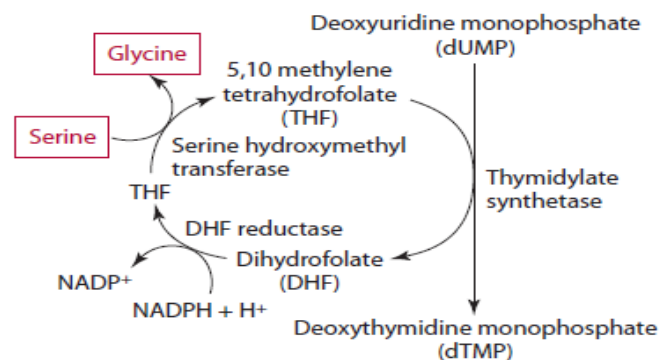 Deoxyuridine monophosphate
(dUMP)
Glycine
5,10 methylene
tetrahydrofolate
(THF)
Serine
Serine hydroxymethyl
transferase
THF
Thymidylate
synthetase
DHF reductase
Dihydrofolate
(DHF)
NADP⁺
NADPH + H⁺
Deoxythymidine monophosphate
(dTMP)